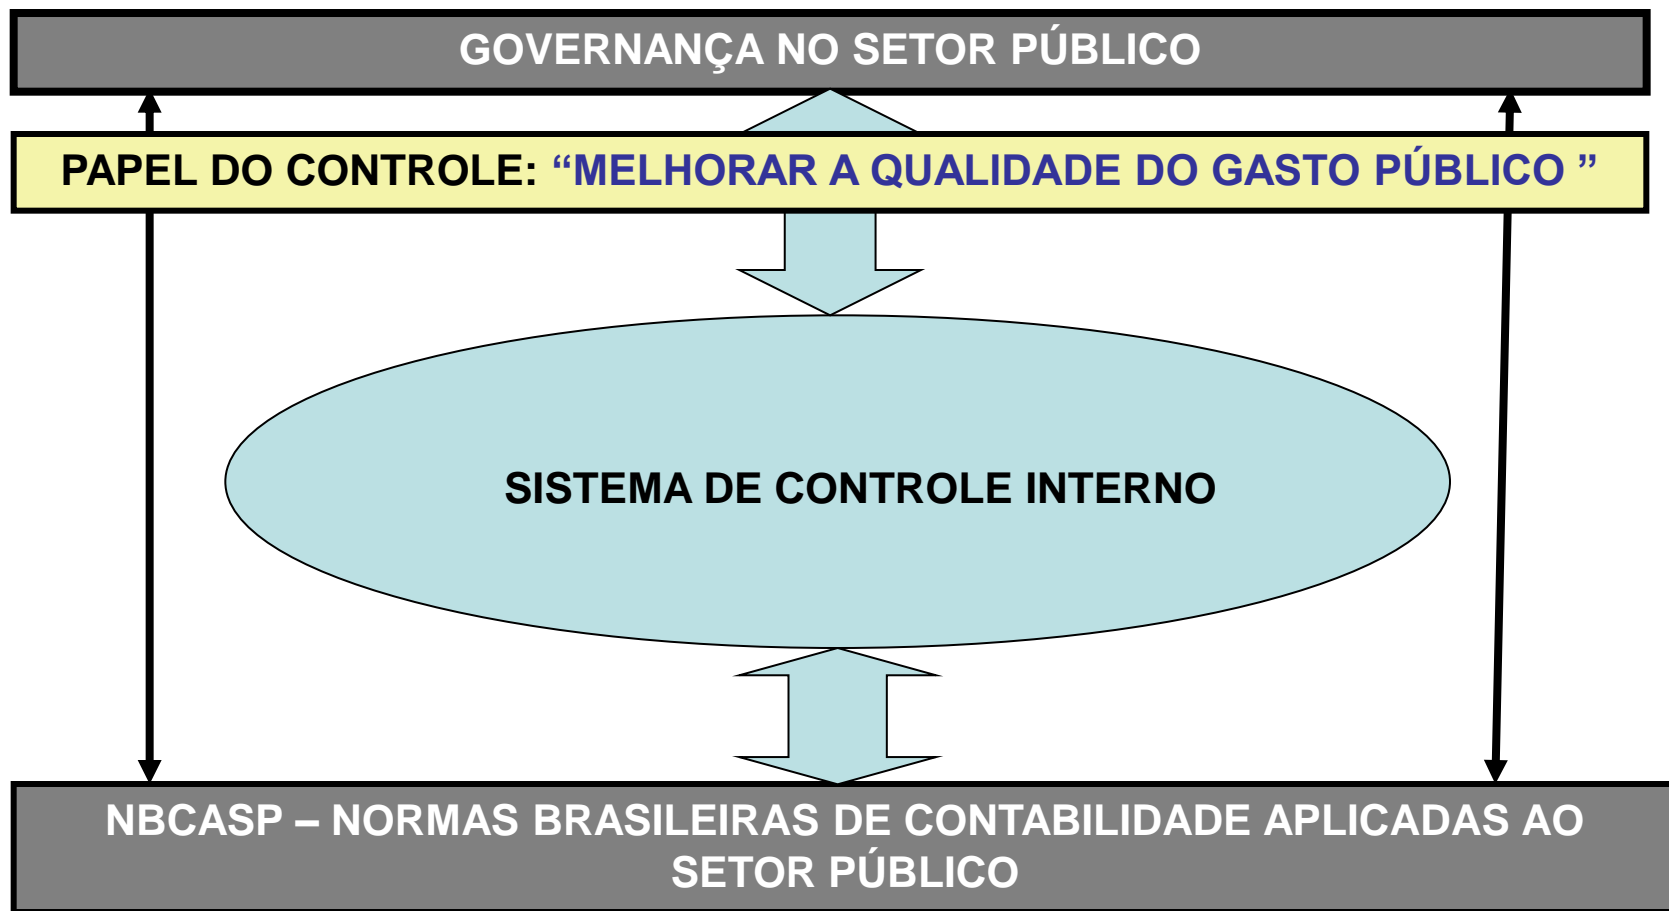 GOVERNANÇA NO SETOR PÚBLICO
PAPEL DO CONTROLE: “MELHORAR A QUALIDADE DO GASTO PÚBLICO ”
SISTEMA DE CONTROLE INTERNO
NBCASP – NORMAS BRASILEIRAS DE CONTABILIDADE APLICADAS AO
SETOR PÚBLICO